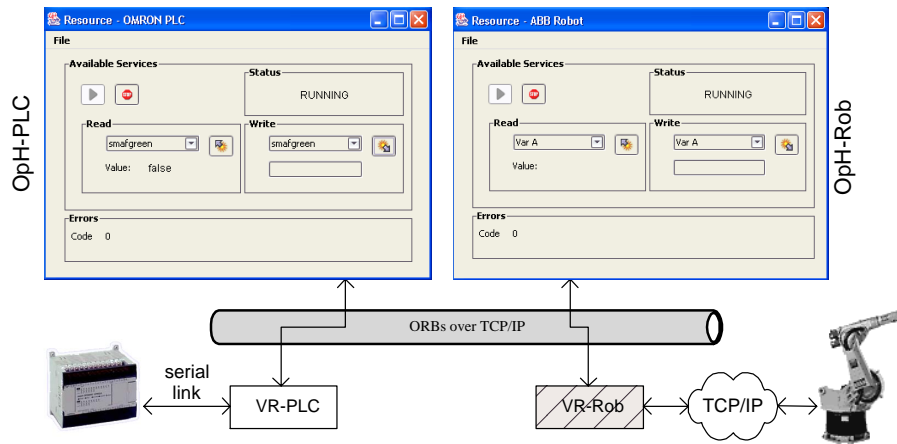 Resource - OMRON PLC
File
Available Services
Status
RUNNING
Read
smafgreen
Value: false
Write
smafgreen
Errors
Code 0
OpH-PLC
Resource - ABB Robot
File
Available Services
Status
RUNNING
Read
Var A
Value:
Write
Var A
Errors
Code 0
OpH-Rob
ORBs over TCP/IP
serial
link
VR-PLC
VR-Rob
TCP/IP